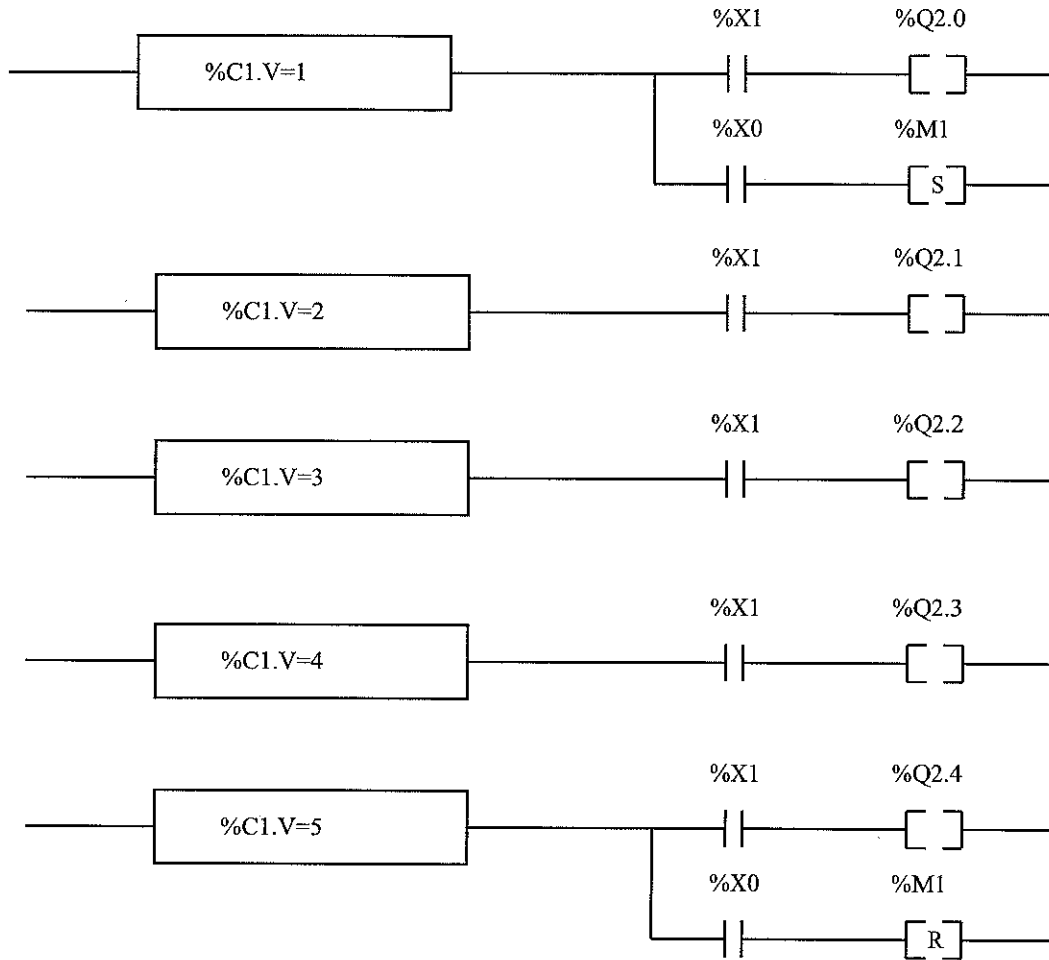 %X1 %Q2.0
%C1.V=1
%X0 %M1
S
%X1 %Q2.1
%C1.V=2
%X1 %Q2.2
%C1.V=3
%X1 %Q2.3
%C1.V=4
%X1 %Q2.4
%C1.V=5
%X0 %M1
R